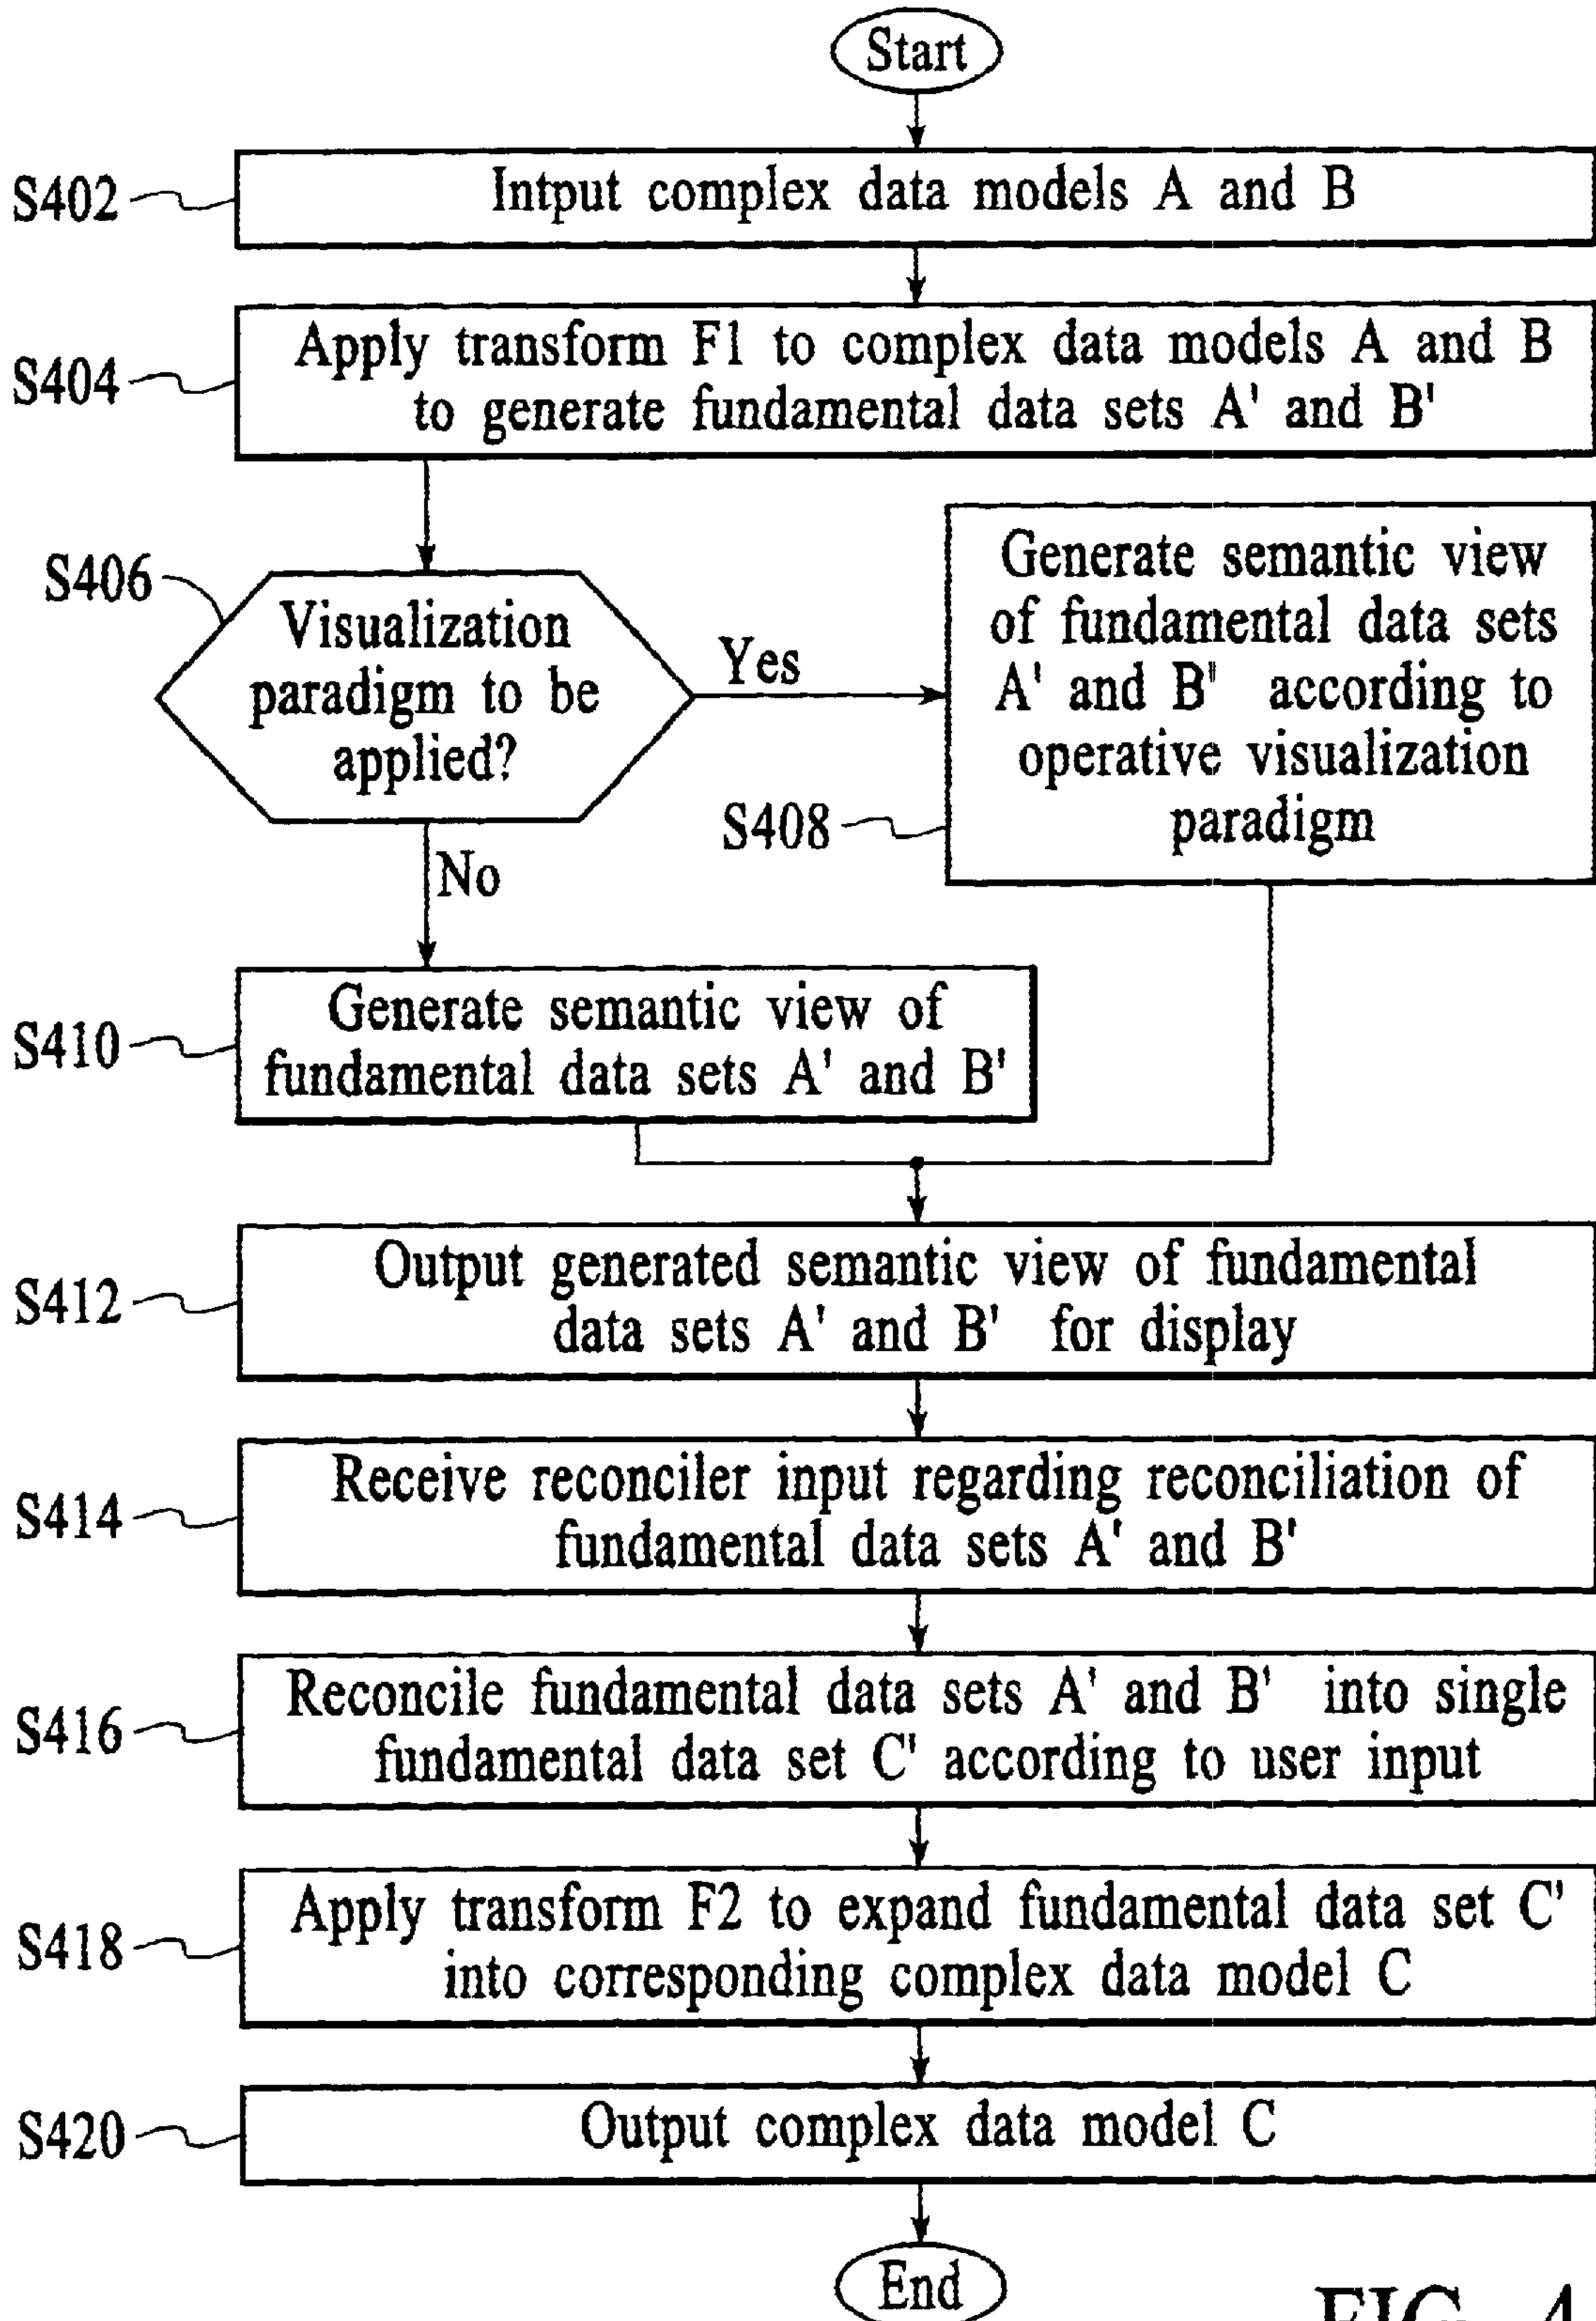 Start
S402
Intput complex data models A and B
S404
Apply transform F1 to complex data models A and B
to generate fundamental data sets A' and B'
S406
Visualization
paradigm to be
applied?
Yes
No
S408
Generate semantic view
of fundamental data sets
A' and B' according to
operative visualization
paradigm
S410
Generate semantic view of
fundamental data sets A' and B'
S412
Output generated semantic view of fundamental
data sets A' and B' for display
S414
Receive reconciler input regarding reconciliation of
fundamental data sets A' and B'
S416
Reconcile fundamental data sets A' and B' into single
fundamental data set C' according to user input
S418
Apply transform F2 to expand fundamental data set C'
into corresponding complex data model C
S420
Output complex data model C
End
FIG. 4